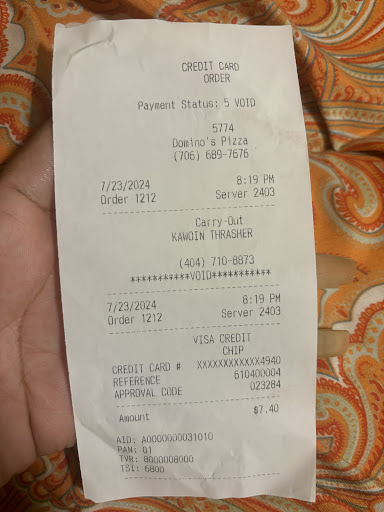 CREDIT CARD
ORDER
Payment Status: 5 VOID
5774
Domino's Pizza
(706) 689-7676
7/23/2024 8:19 PM
Order 1212 Server 2403
Carry-Out
KAWOIN THRASHER
(404) 710-8873
***********VOID***********
7/23/2024 8:19 PM
Order 1212 Server 2403
VISA CREDIT
CHIP
CREDIT CARD # XXXXXXXXXXXX4940
REFERENCE 610400004
APPROVAL CODE 023284
Amount $7.40
AID: A0000000031010
PAN: 01
TVR: 8000008000
TSI: 6800